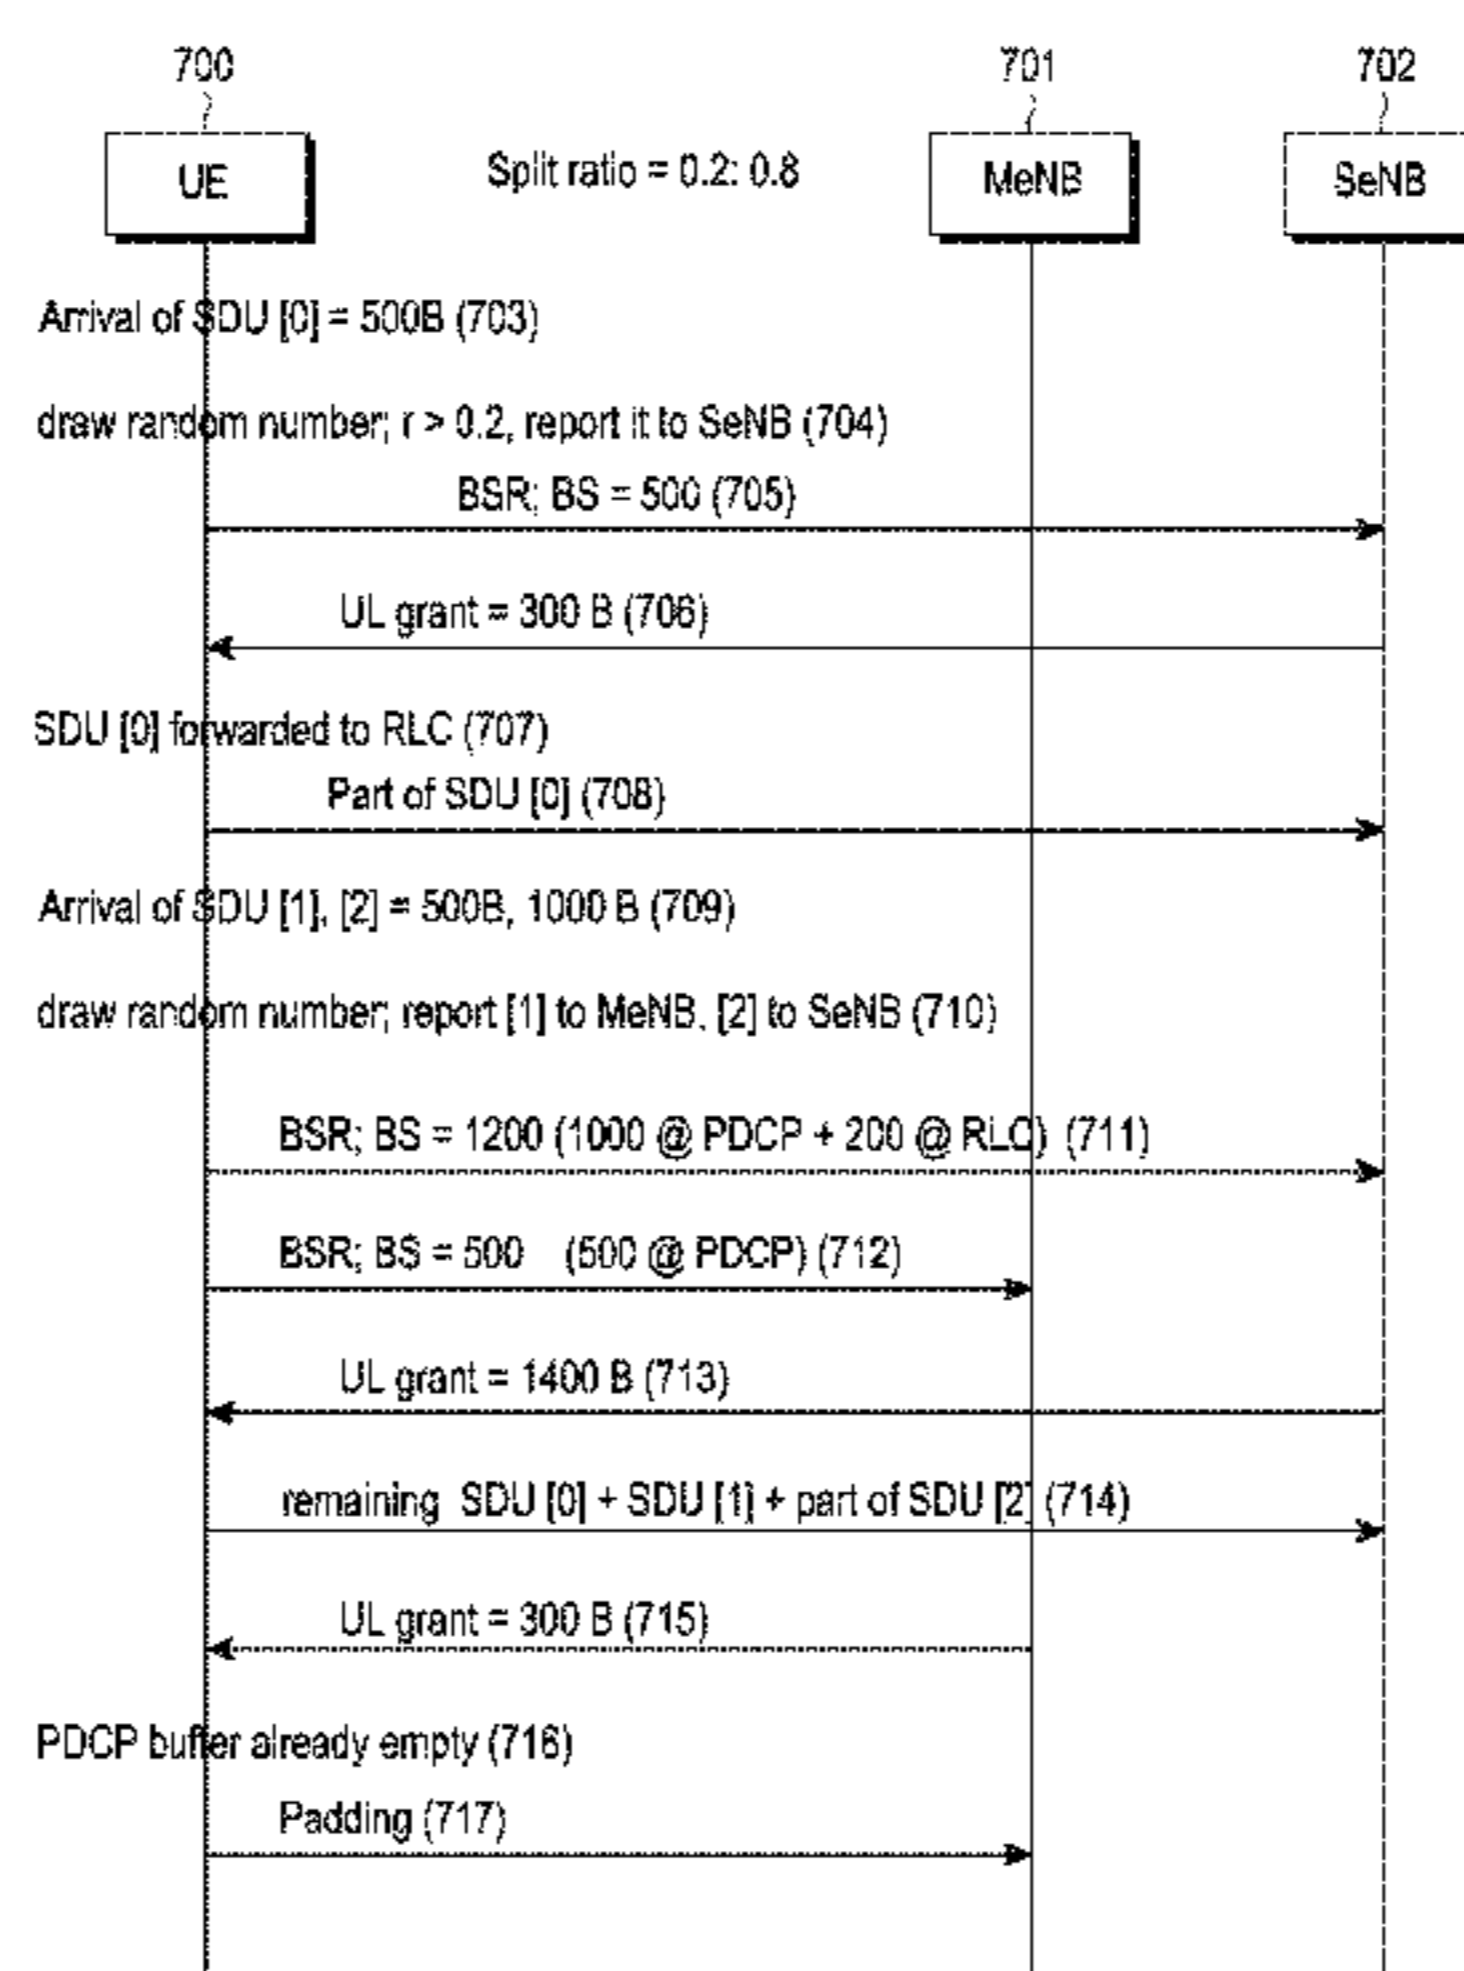 700 701 702
UE Split ratio = 0.2: 0.8 MeNB SeNB
Arrival of SDU [0] = 500B (703)
draw random number; r > 0.2, report it to SeNB (704)
BSR; BS = 500 (705)
UL grant = 300 B (706)
SDU [0] forwarded to RLC (707)
Part of SDU [0] (708)
Arrival of SDU [1], [2] = 500B, 1000 B (709)
draw random number; report [1] to MeNB, [2] to SeNB (710)
BSR; BS = 1200 (1000 @ PDCP + 200 @ RLC) (711)
BSR; BS = 500 (500 @ PDCP) (712)
UL grant = 1400 B (713)
remaining SDU [0] + SDU [1] + part of SDU [2] (714)
UL grant = 300 B (715)
PDCP buffer already empty (716)
Padding (717)